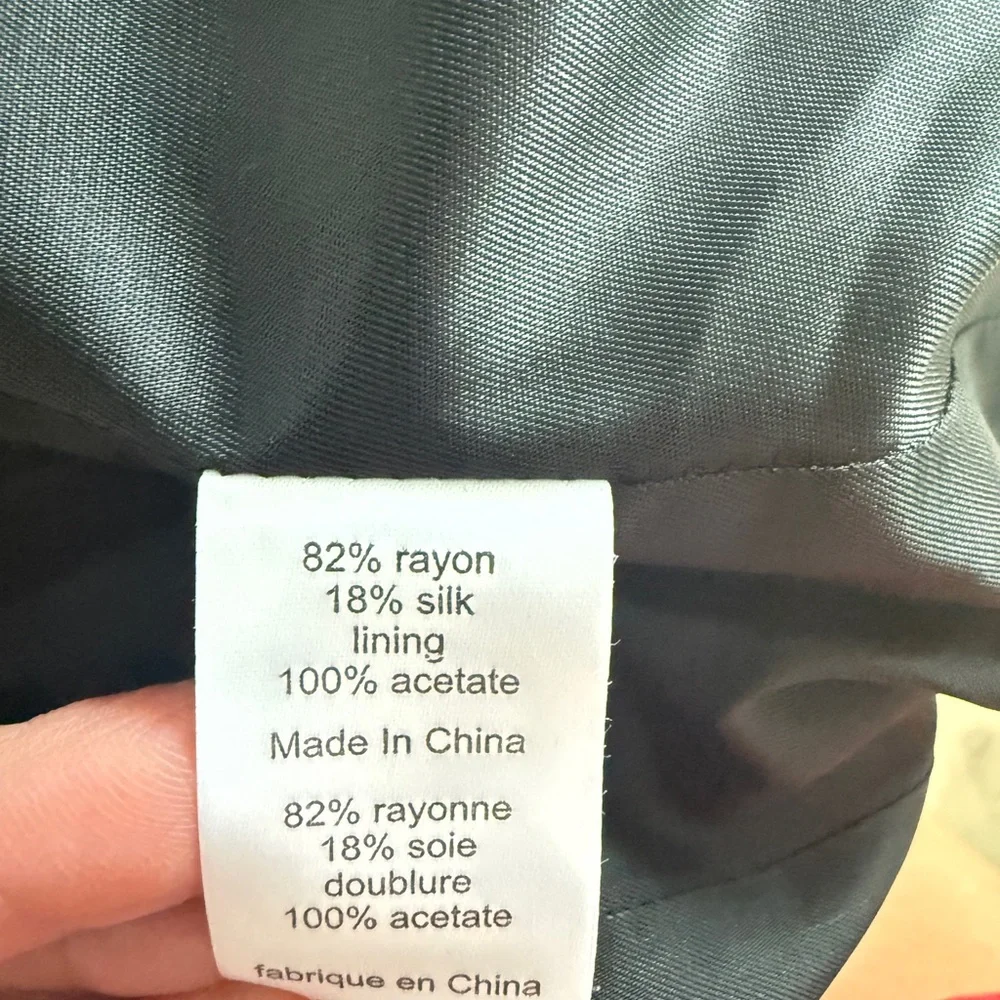 82% rayon
18% silk
lining
100% acetate
Made In China
82% rayonne
18% soie
doublure
100% acetate
fabrique en China